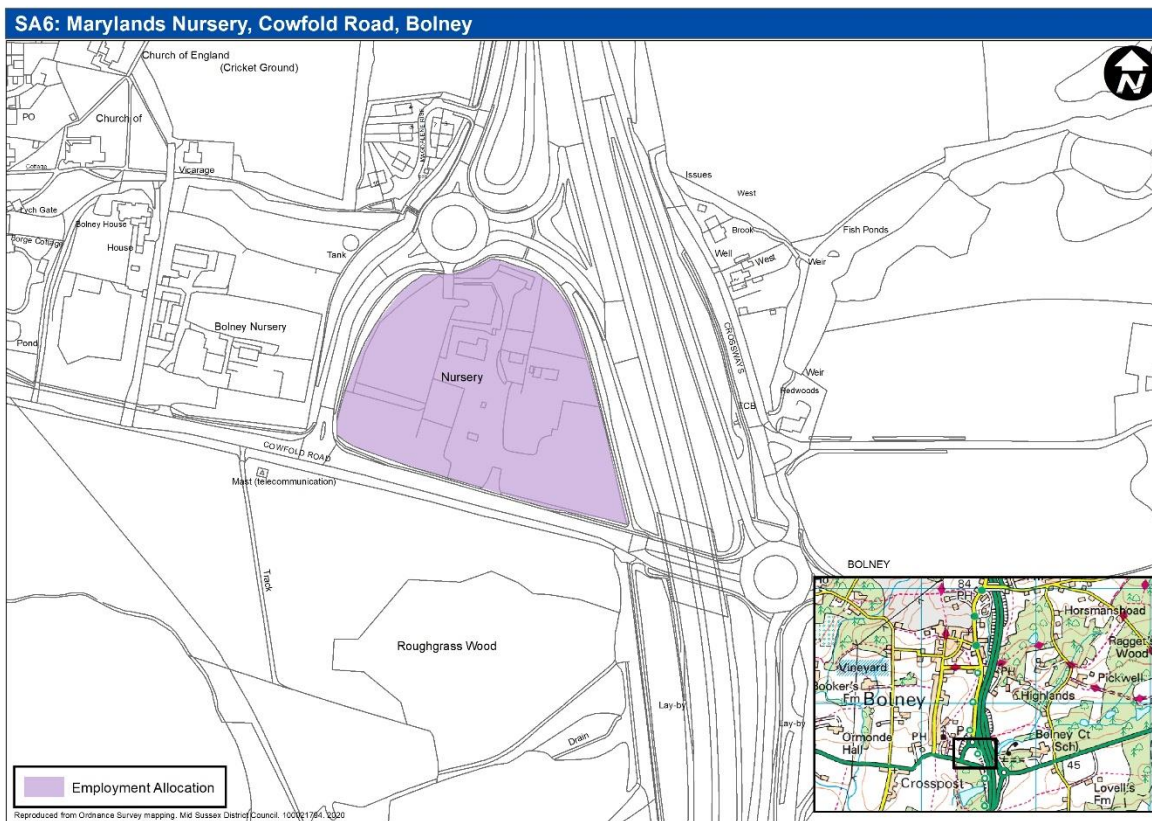 SA6: Marylands Nursery, Cowfold Road, Bolney
N
Church of England
(Cricket Ground)
PO
Church of
Cottage
Vicarage
Lych Gate
Bolney House
House
Tank
Bolney Nursery
Pond
Nursery
COWFOLD ROAD
Mast (telecommunication)
Track
Roughgrass Wood
Drain
Lay-by
Lay-by
Issues
West
Brook
Well
West
Weir
Fish Ponds
CROSSWAYS
TCB
Weir
Redwoods
BOLNEY
84
PH
Horsmanshoad
Ragget's
Wood
Vineyard
PH
Pickwell
Booker's
Fm
Bolney
Highlands
Ormonde
Hall
PH
P
Bolney Ct
(Sch)
45
Crosspost
Lovell's
Fm
Employment Allocation
Reproduced from Ordnance Survey mapping. Mid Sussex District Council. 100021794. 2020